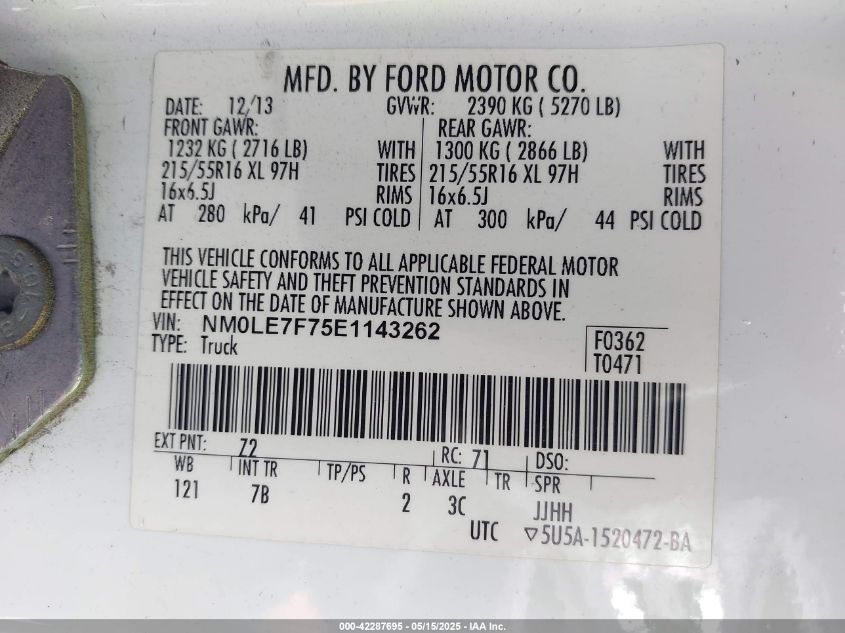 MFD. BY FORD MOTOR CO.
DATE: 12/13 GVWR: 2390 KG ( 5270 LB)
FRONT GAWR: REAR GAWR:
1232 KG ( 2716 LB) WITH 1300 KG ( 2866 LB) WITH
215/55R16 XL 97H TIRES 215/55R16 XL 97H TIRES
16x6.5J RIMS 16x6.5J RIMS
AT 280 kPa/ 41 PSI COLD AT 300 kPa/ 44 PSI COLD
THIS VEHICLE CONFORMS TO ALL APPLICABLE FEDERAL MOTOR
VEHICLE SAFETY AND THEFT PREVENTION STANDARDS IN
EFFECT ON THE DATE OF MANUFACTURE SHOWN ABOVE.
VIN: NM0LE7F75E1143262
TYPE: Truck
F0362
T0471
EXT PNT: Z2 RC: 71 DSO:
WB INT TR TP/PS R AXLE TR SPR
121 7B 2 3C JJHH
UTC ▽5U5A-1520472-BA
000-42287695 - 05/15/2025 - IAA Inc.